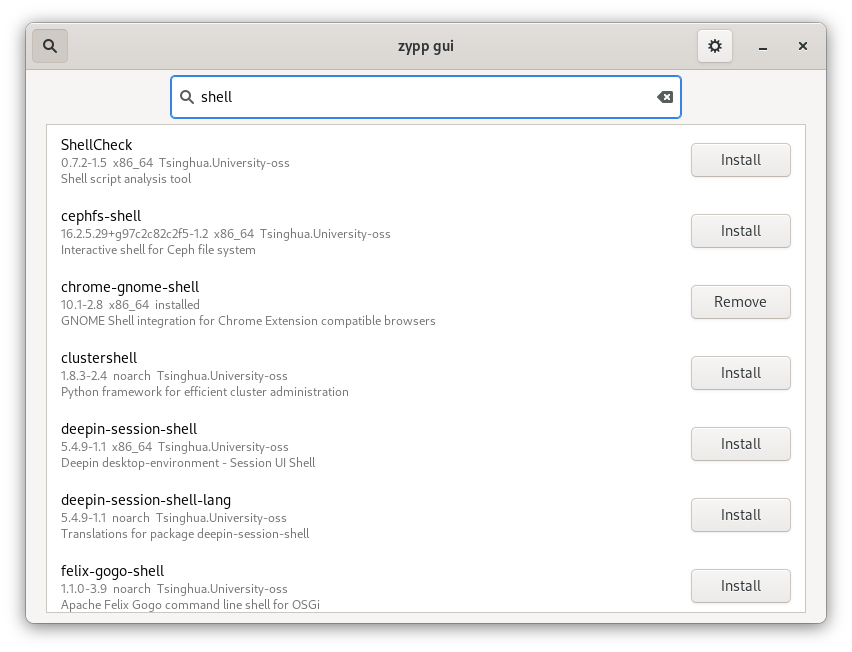 zypp gui
shell
ShellCheck
0.7.2-1.5 x86_64 Tsinghua.University-oss
Shell script analysis tool
Install
cephfs-shell
16.2.5.29+g97c2c82c2f5-1.2 x86_64 Tsinghua.University-oss
Interactive shell for Ceph file system
Install
chrome-gnome-shell
10.1-2.8 x86_64 installed
GNOME Shell integration for Chrome Extension compatible browsers
Remove
clustershell
1.8.3-2.4 noarch Tsinghua.University-oss
Python framework for efficient cluster administration
Install
deepin-session-shell
5.4.9-1.1 x86_64 Tsinghua.University-oss
Deepin desktop-environment - Session UI Shell
Install
deepin-session-shell-lang
5.4.9-1.1 noarch Tsinghua.University-oss
Translations for package deepin-session-shell
Install
felix-gogo-shell
1.1.0-3.9 noarch Tsinghua.University-oss
Apache Felix Gogo command line shell for OSGi
Install